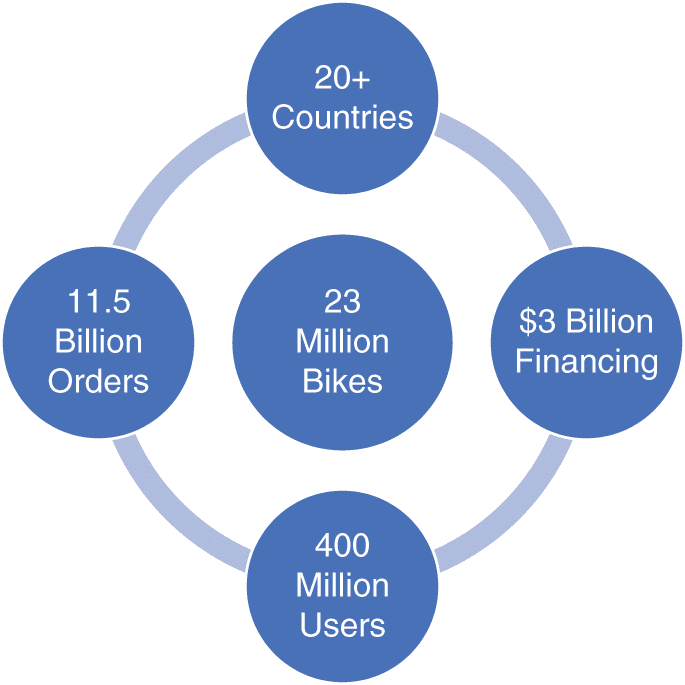 20+
Countries
11.5
Billion
Orders
23
Million
Bikes
$3 Billion
Financing
400
Million
Users